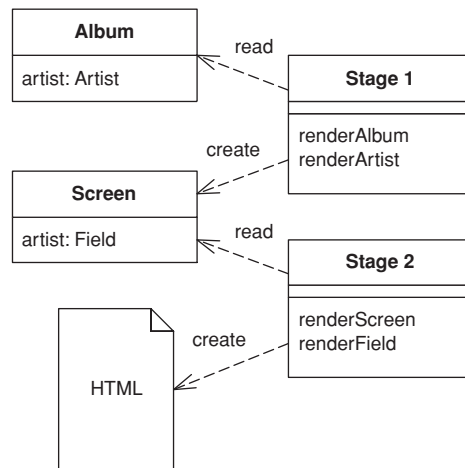 Album
artist: Artist
read
Stage 1
renderAlbum
renderArtist
create
Screen
artist: Field
read
Stage 2
renderScreen
renderField
create
HTML